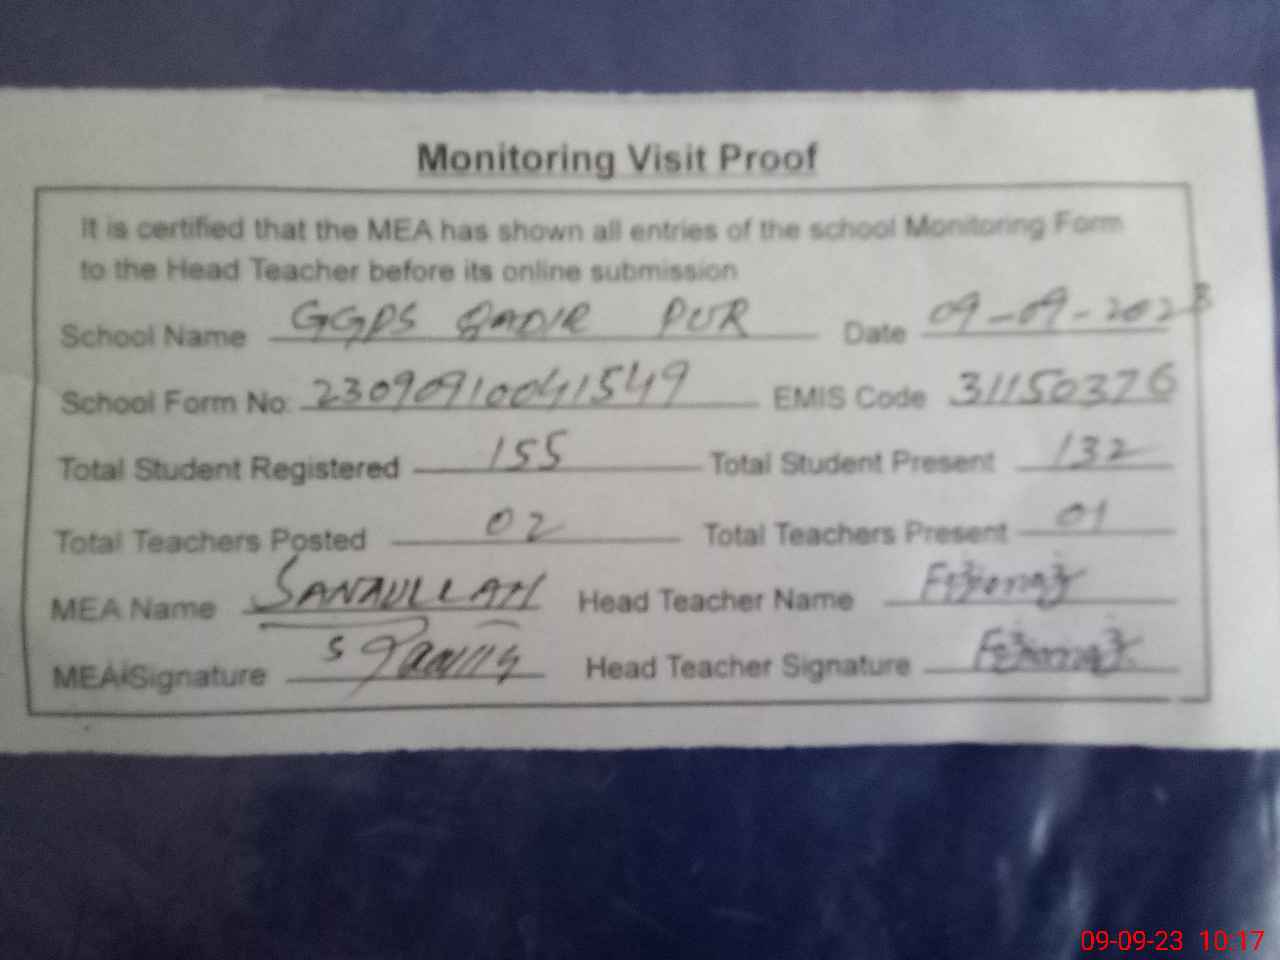 Monitoring Visit Proof
It is certified that the MEA has shown all entries of the school Monitoring Form
to the Head Teacher before its online submission
School Name GGPS QADIR PUR Date 09-09-2023
School Form No: 23090910041549 EMIS Code 31150376
Total Student Registered 155 Total Student Present 132
Total Teachers Posted 02 Total Teachers Present 01
MEA Name SANAULLAH Head Teacher Name
MEA Signature Head Teacher Signature
09-09-23 10:17